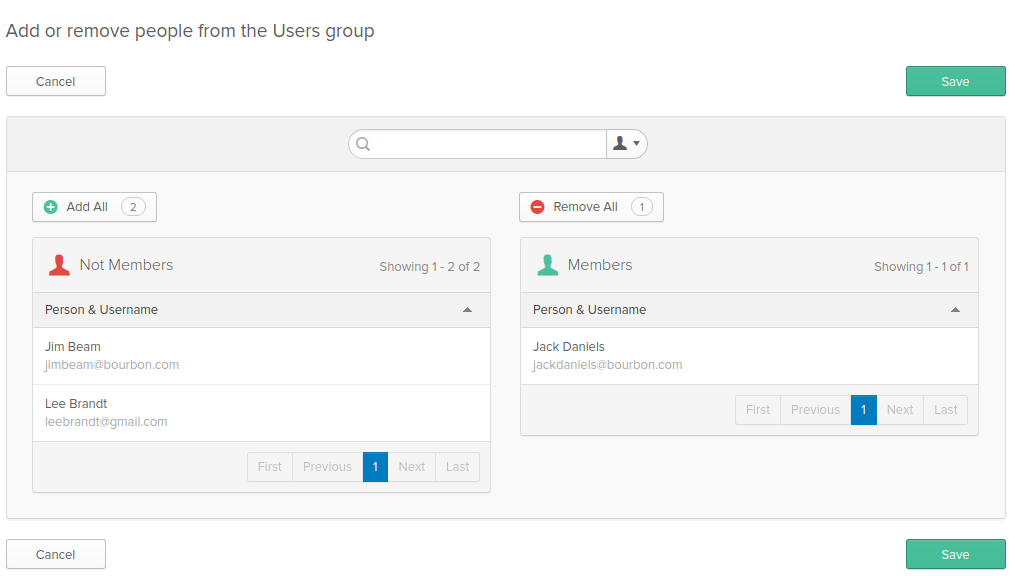 Add or remove people from the Users group
Cancel
Save
Add All 2
Remove All 1
Not Members
Showing 1 - 2 of 2
Person & Username
Jim Beam
jimbeam@bourbon.com
Lee Brandt
leebrandt@gmail.com
First Previous 1 Next Last
Members
Showing 1 - 1 of 1
Person & Username
Jack Daniels
jackdaniels@bourbon.com
First Previous 1 Next Last
Cancel
Save